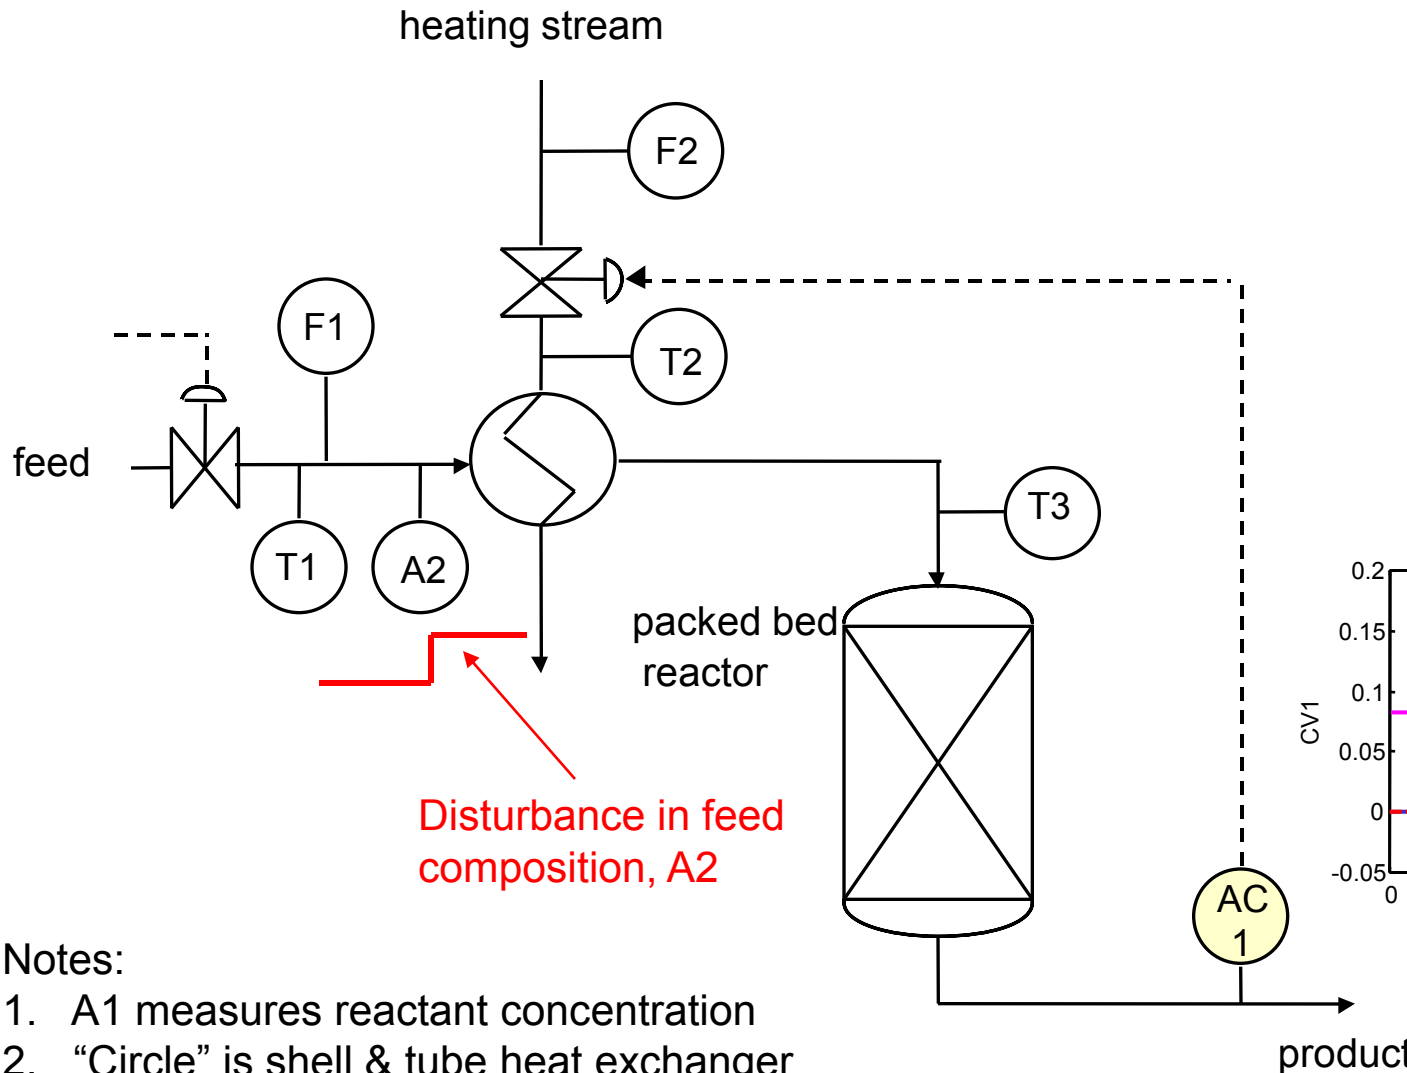 heating stream
F2
F1
T2
feed
T3
T1
A2
packed bed
reactor
0.2
0.15
0.1
0.05
0
-0.05
0
CV1
Disturbance in feed
composition, A2
AC
1
Notes:
1. A1 measures reactant concentration
2. “Circle” is shell & tube heat exchanger
product